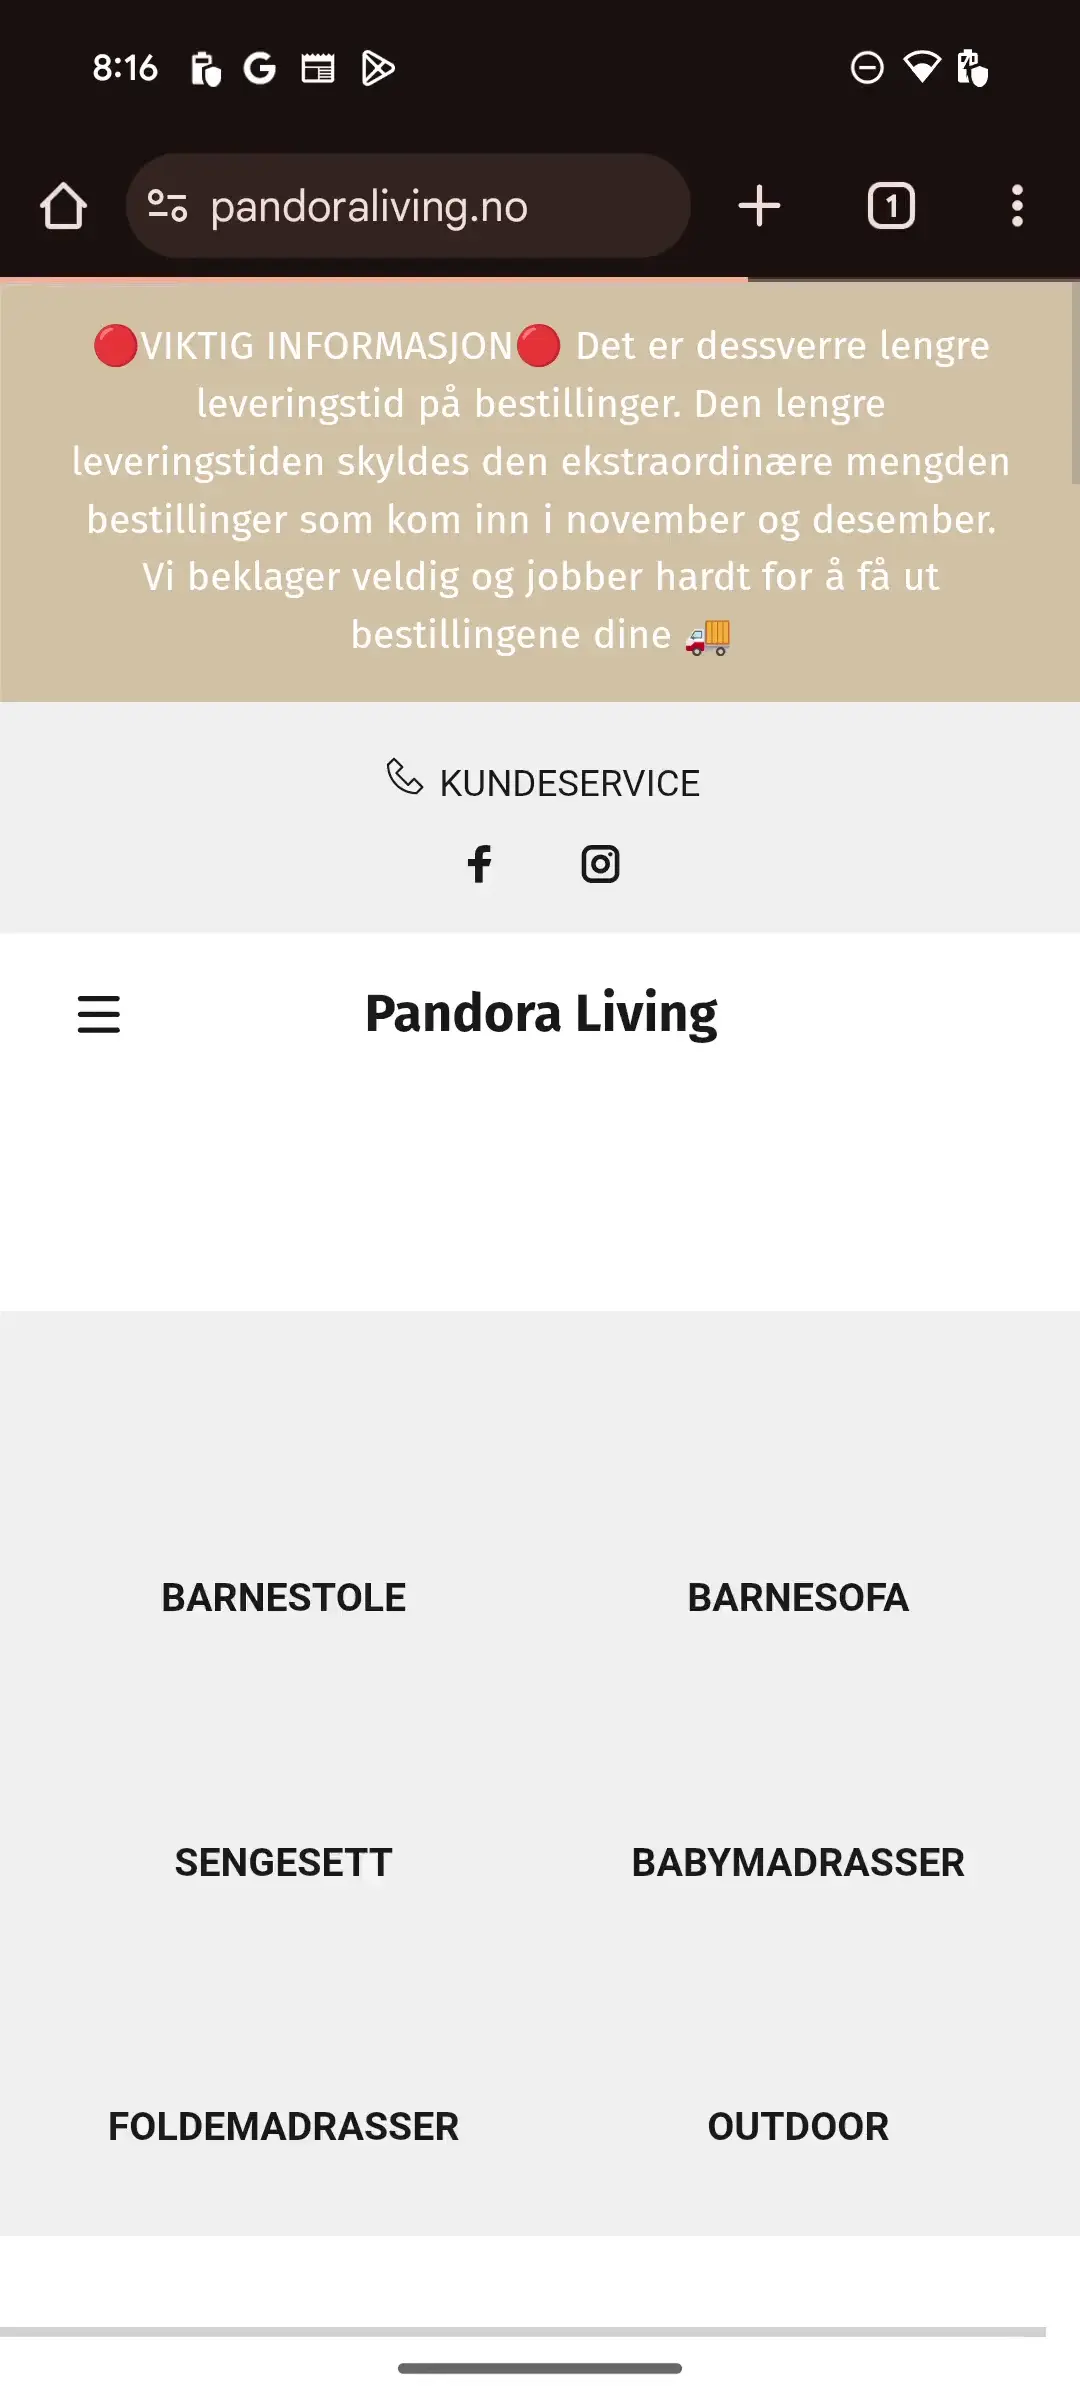 8:16
pandoraliving.no
1
🔴VIKTIG INFORMASJON🔴 Det er dessverre lengre
leveringstid på bestillinger. Den lengre
leveringstiden skyldes den ekstraordinære mengden
bestillinger som kom inn i november og desember.
Vi beklager veldig og jobber hardt for å få ut
bestillingene dine 🚚
KUNDESERVICE
Pandora Living
BARNESTOLE
BARNESOFA
SENGESETT
BABYMADRASSER
FOLDEMADRASSER
OUTDOOR